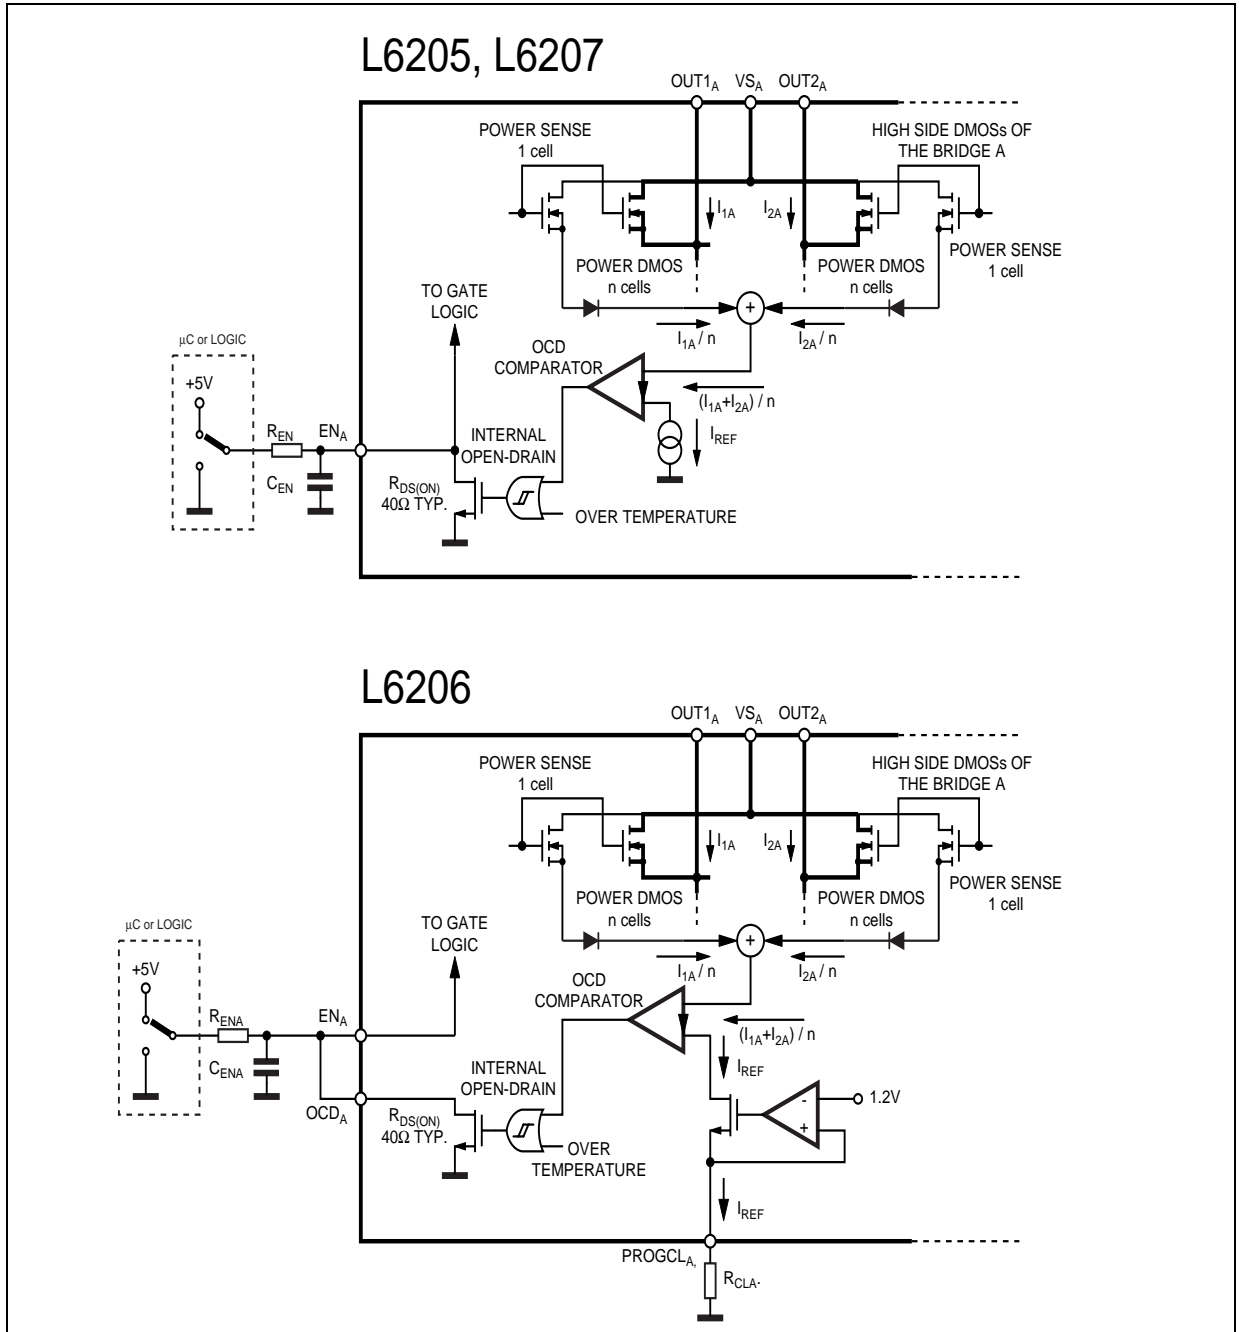 L6205, L6207
OUT1A VSA OUT2A
POWER SENSE
1 cell
HIGH SIDE DMOSs OF
THE BRIDGE A
I1A
I2A
POWER SENSE
1 cell
POWER DMOS
n cells
POWER DMOS
n cells
TO GATE
LOGIC
+
I1A / n
I2A / n
μC or LOGIC
OCD
COMPARATOR
+5V
(I1A+I2A) / n
REN
ENA
INTERNAL
OPEN-DRAIN
IREF
CEN
RDS(ON)
40Ω TYP.
OVER TEMPERATURE
L6206
OUT1A VSA OUT2A
POWER SENSE
1 cell
HIGH SIDE DMOSs OF
THE BRIDGE A
I1A
I2A
POWER SENSE
1 cell
POWER DMOS
n cells
POWER DMOS
n cells
μC or LOGIC
TO GATE
LOGIC
+
I1A / n
I2A / n
+5V
OCD
COMPARATOR
RENA
ENA
(I1A+I2A) / n
CENA
INTERNAL
OPEN-DRAIN
IREF
OCDA
RDS(ON)
40Ω TYP.
-
+
1.2V
OVER
TEMPERATURE
IREF
PROGCLA,
RCLA.